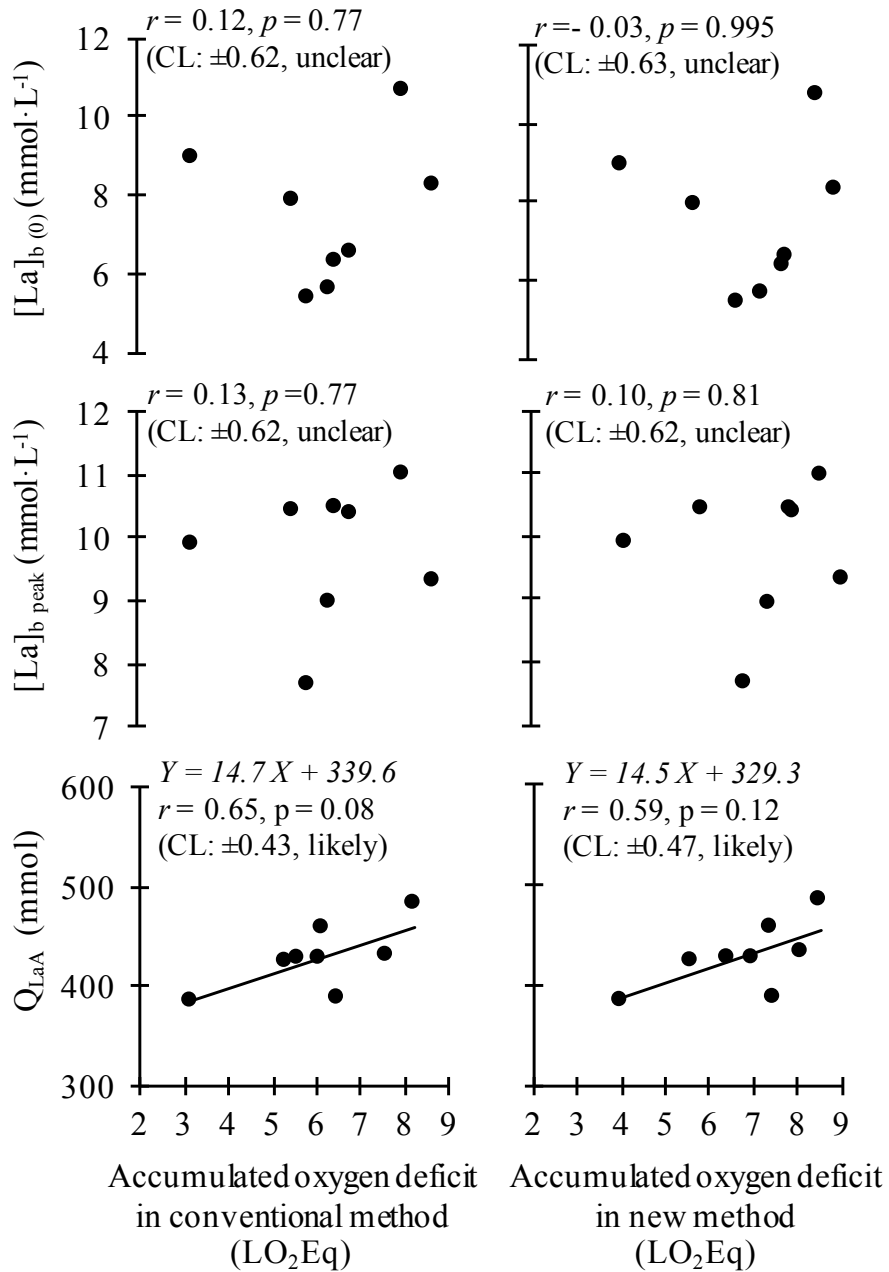 r = 0.12, p = 0.77
(CL: ±0.62, unclear)
r =- 0.03, p = 0.995
(CL: ±0.63, unclear)
[La]b (0) (mmol·L-1)
12
10
8
6
4
r = 0.13, p =0.77
(CL: ±0.62, unclear)
r = 0.10, p = 0.81
(CL: ±0.62, unclear)
[La]b peak (mmol·L-1)
12
11
10
9
8
7
Y = 14.7 X + 339.6
r = 0.65, p = 0.08
(CL: ±0.43, likely)
Y = 14.5 X + 329.3
r = 0.59, p = 0.12
(CL: ±0.47, likely)
QLaA (mmol)
600
500
400
300
2 3 4 5 6 7 8 9
2 3 4 5 6 7 8 9
Accumulated oxygen deficit
in conventional method
(LO2Eq)
Accumulated oxygen deficit
in new method
(LO2Eq)